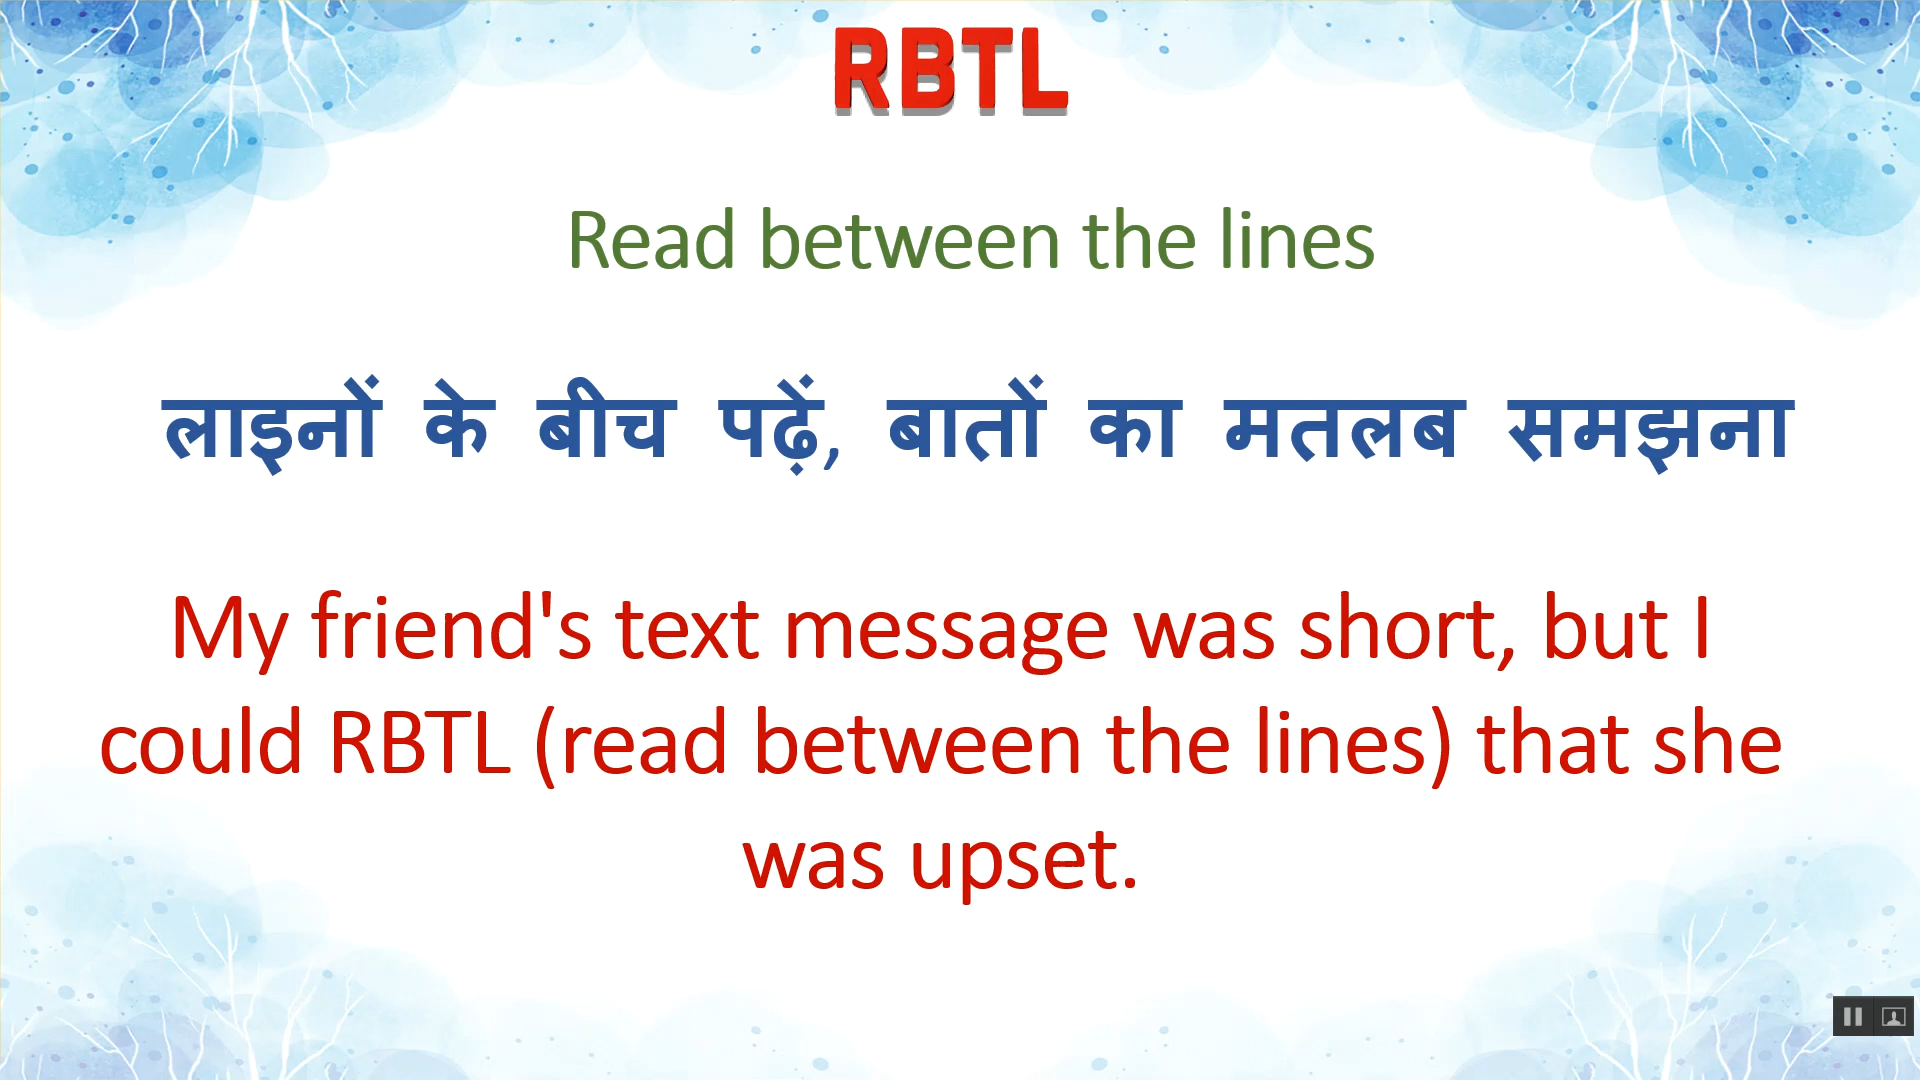 RBTL
Read between the lines
लाइनों के बीच पढ़ें, बातों का मतलब समझना
My friend's text message was short, but I
could RBTL (read between the lines) that she
was upset.